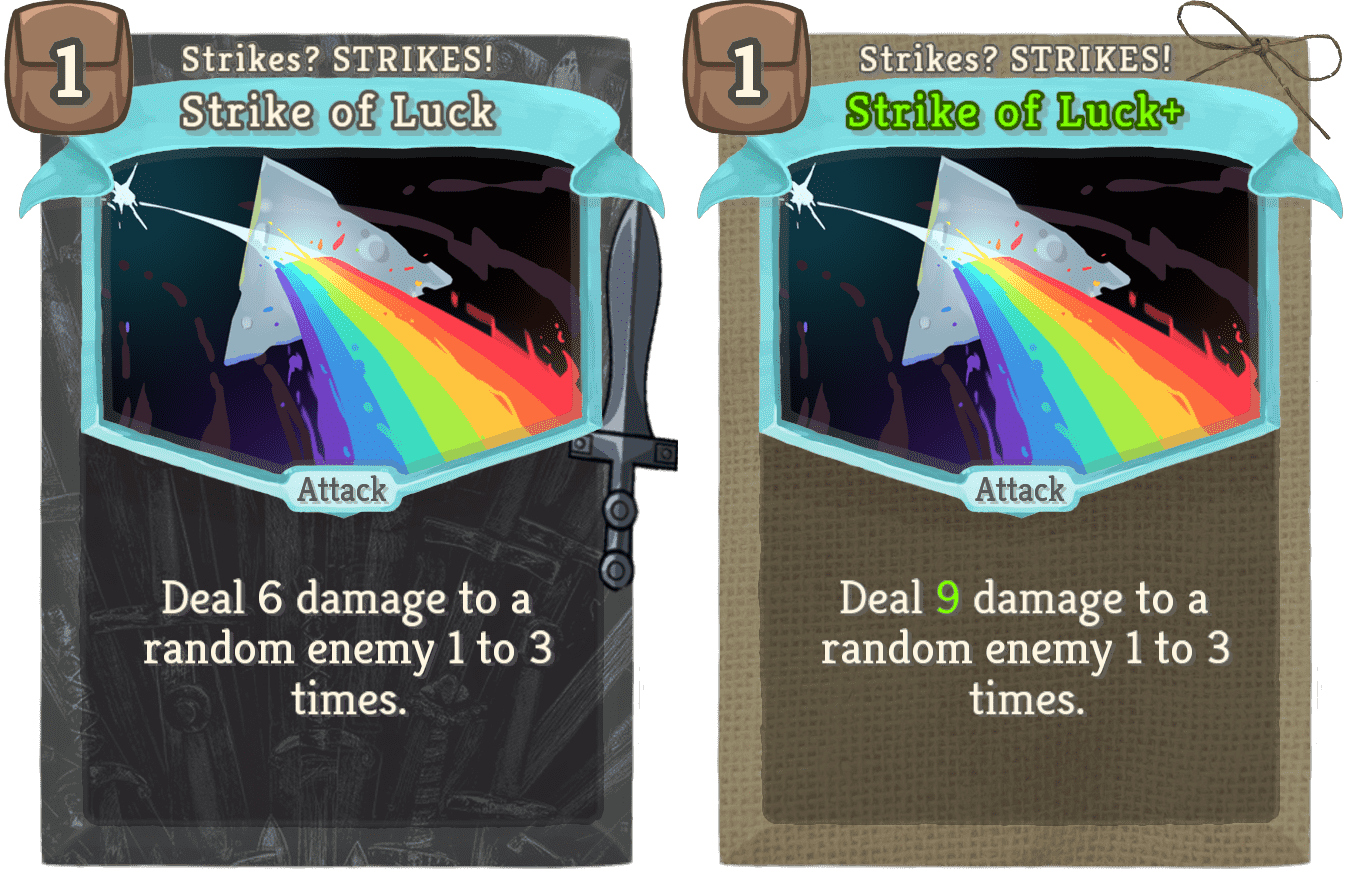 1
Strikes? STRIKES!
Strike of Luck
Attack
Deal 6 damage to a
random enemy 1 to 3
times.
1
Strikes? STRIKES!
Strike of Luck+
Attack
Deal 9 damage to a
random enemy 1 to 3
times.